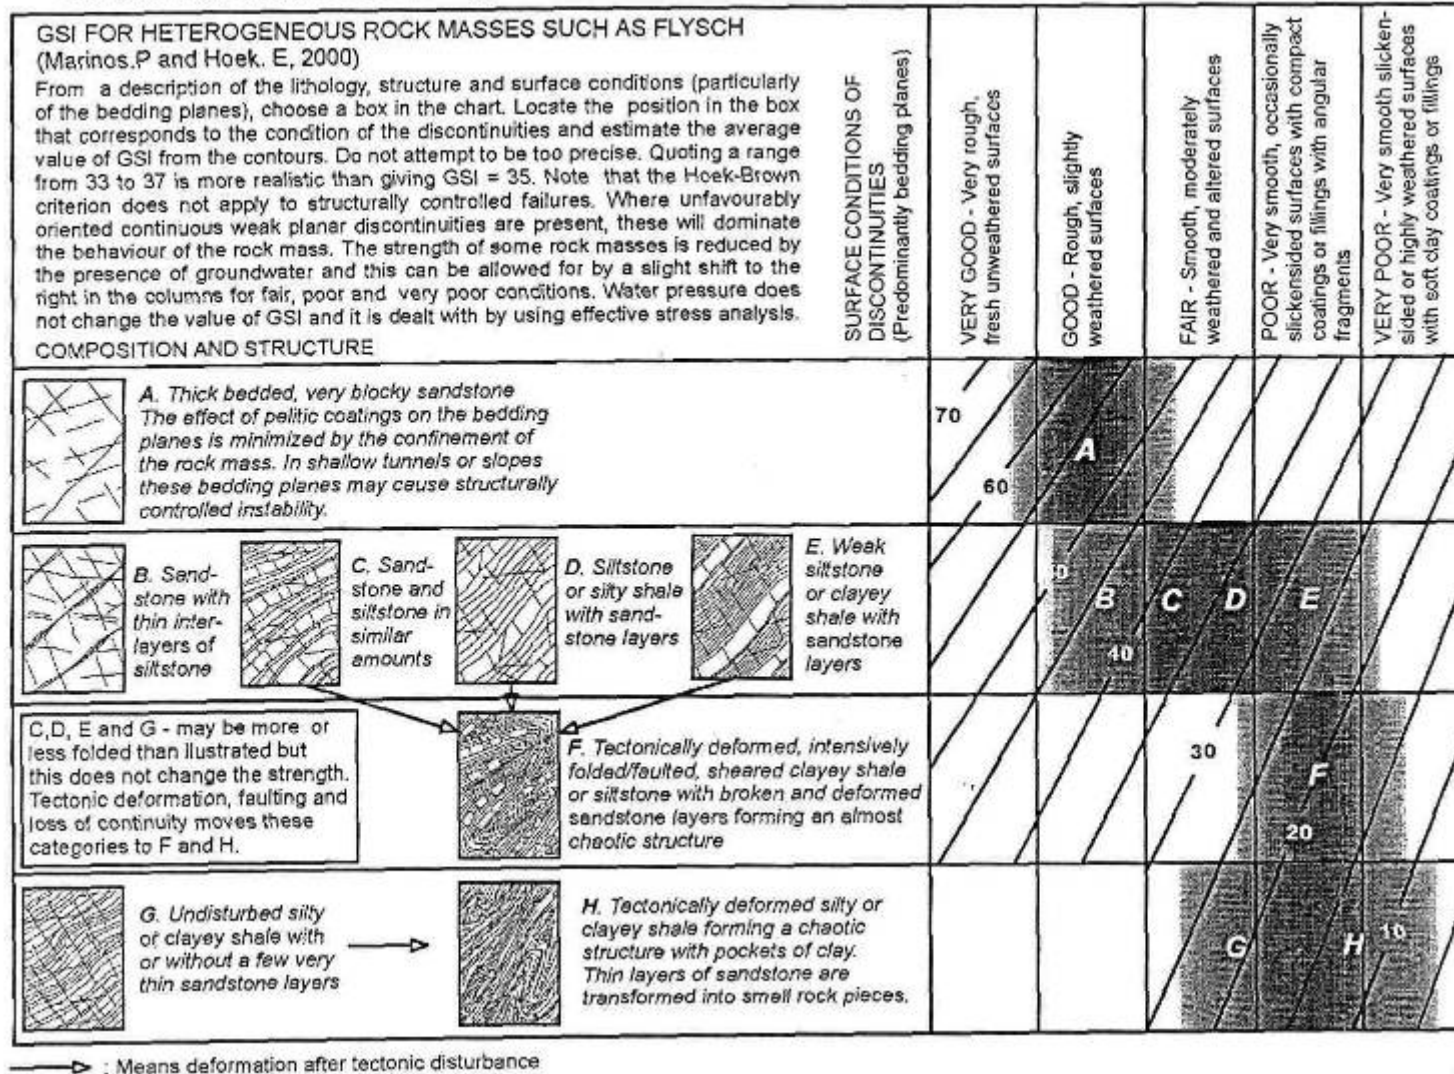 GSI FOR HETEROGENEOUS ROCK MASSES SUCH AS FLYSCH
(Marinos.P and Hoek. E, 2000)
From a description of the lithology, structure and surface conditions (particularly
of the bedding planes), choose a box in the chart. Locate the position in the box
that corresponds to the condition of the discontinuities and estimate the average
value of GSI from the contours. Do not attempt to be too precise. Quoting a range
from 33 to 37 is more realistic than giving GSI = 35. Note that the Hoek-Brown
criterion does not apply to structurally controlled failures. Where unfavourably
oriented continuous weak planar discontinuities are present, these will dominate
the behaviour of the rock mass. The strength of some rock masses is reduced by
the presence of groundwater and this can be allowed for by a slight shift to the
right in the columns for fair, poor and very poor conditions. Water pressure does
not change the value of GSI and it is dealt with by using effective stress analysis.
COMPOSITION AND STRUCTURE
SURFACE CONDITIONS OF
DISCONTINUITIES
(Predominantly bedding planes)
VERY GOOD - Very rough,
fresh unweathered surfaces
GOOD - Rough, slightly
weathered surfaces
FAIR - Smooth, moderately
weathered and altered surfaces
POOR - Very smooth, occasionally
slickensided surfaces with compact
coatings or fillings with angular
fragments
VERY POOR - Very smooth slicken-
sided or highly weathered surfaces
with soft clay coatings or fillings
A. Thick bedded, very blocky sandstone
The effect of pelitic coatings on the bedding
planes is minimized by the confinement of
the rock mass. In shallow tunnels or slopes
these bedding planes may cause structurally
controlled instability.
70
60
A
B. Sand-
stone with
thin inter-
layers of
siltstone
C. Sand-
stone and
siltstone in
similar
amounts
D. Siltstone
or silty shale
with sand-
stone layers
E. Weak
siltstone
or clayey
shale with
sandstone
layers
50
B
C
D
E
40
C,D, E and G - may be more or
less folded than illustrated but
this does not change the strength.
Tectonic deformation, faulting and
loss of continuity moves these
categories to F and H.
F. Tectonically deformed, intensively
folded/faulted, sheared clayey shale
or siltstone with broken and deformed
sandstone layers forming an almost
chaotic structure
30
F
20
G. Undisturbed silty
or clayey shale with
or without a few very
thin sandstone layers
H. Tectonically deformed silty or
clayey shale forming a chaotic
structure with pockets of clay.
Thin layers of sandstone are
transformed into small rock pieces.
G
H
10
: Means deformation after tectonic disturbance